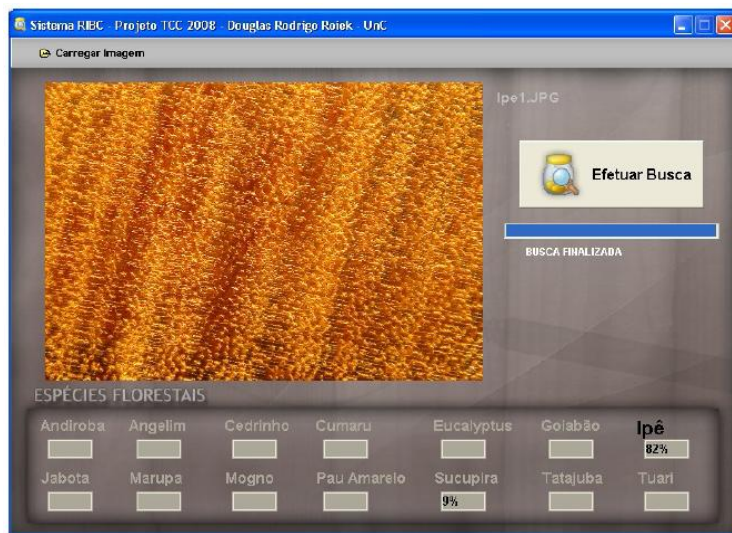 Sistema RIBC - Projeto TCC 2008 - Douglas Rodrigo Roiek - UnC
Carregar Imagem
Ipe1.JPG
Efetuar Busca
BUSCA FINALIZADA
ESPÉCIES FLORESTAIS
Andiroba Angelim Cedrinho Cumaru Eucalyptus Goiabão Ipê
82%
Jabota Marupa Mogno Pau Amarelo Sucupira Tatajuba Tuari
9%